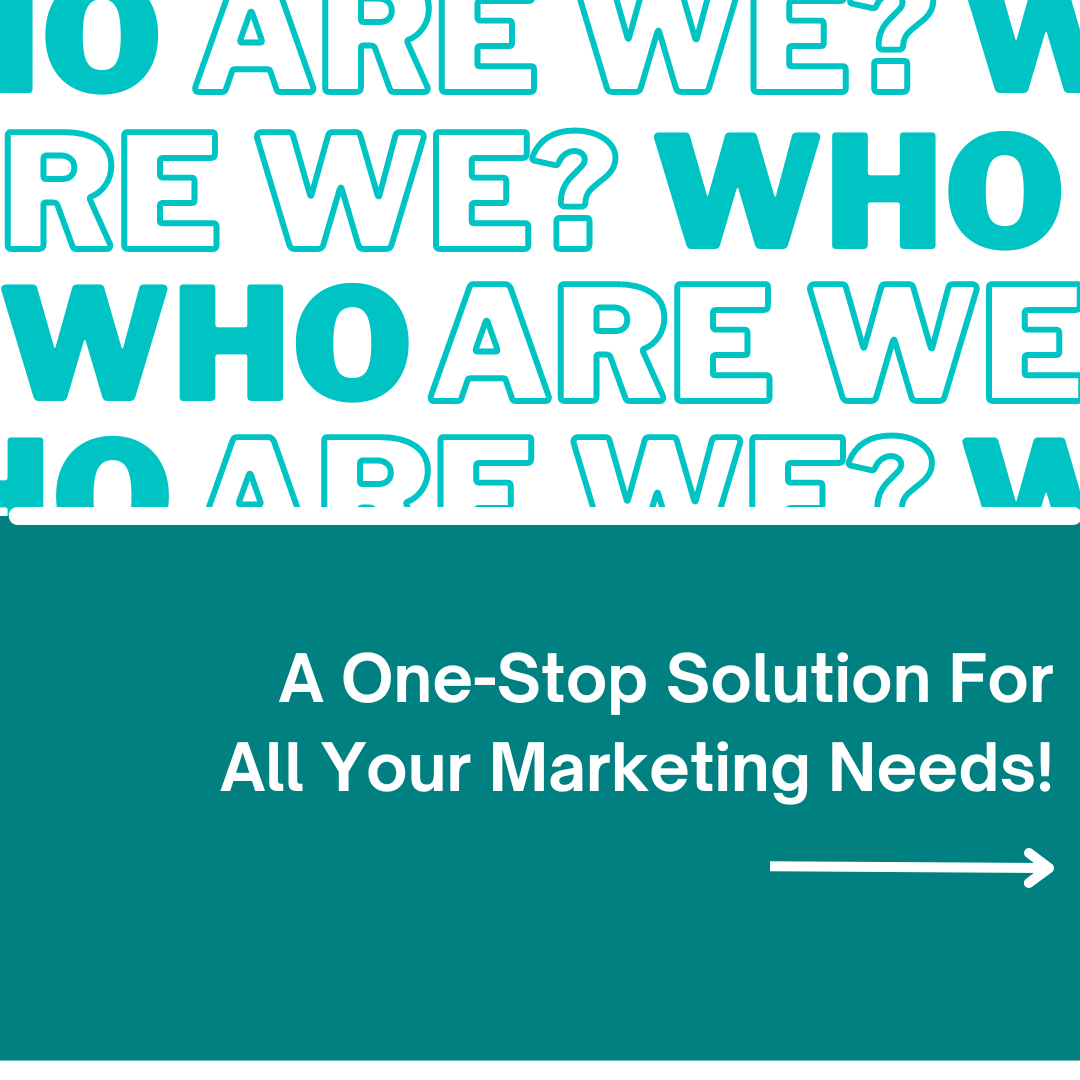 HO ARE WE? W
RE WE? WHO
WHO ARE WE
HO ARE WE? W
A One-Stop Solution For
All Your Marketing Needs!